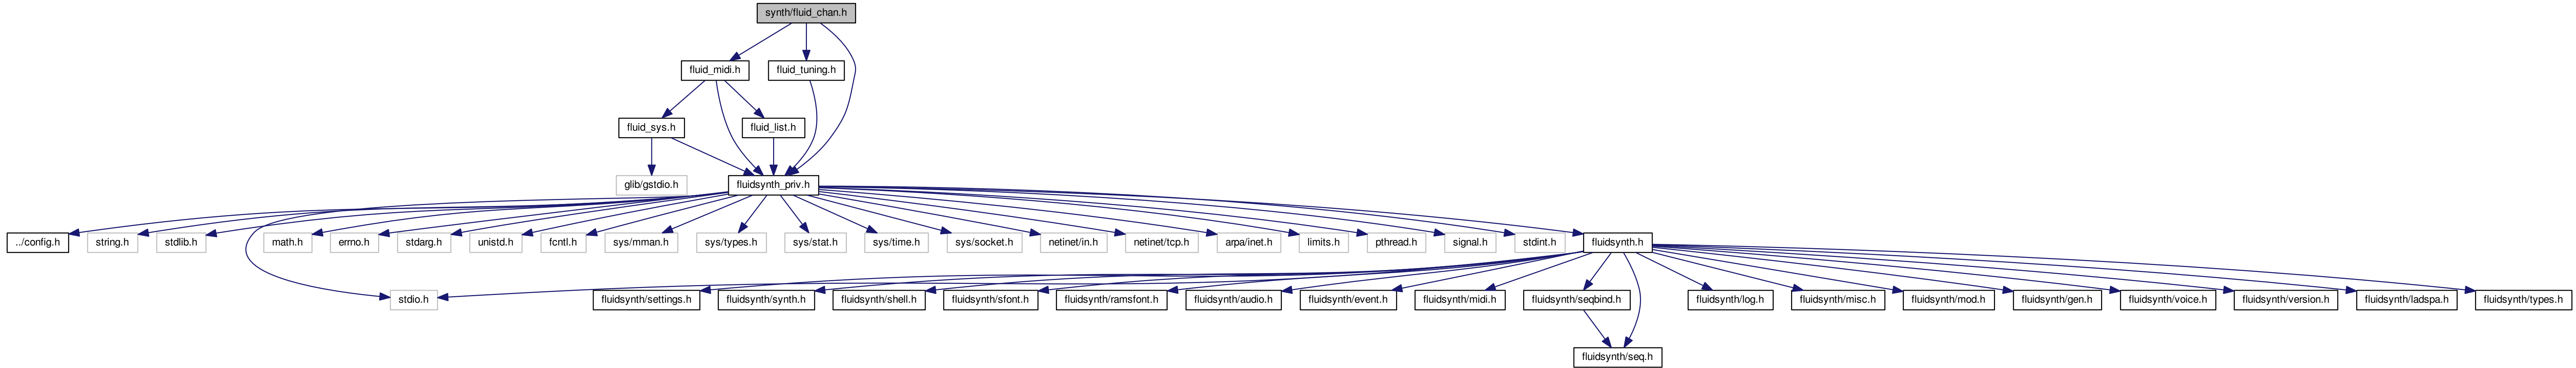 synth/fluid_chan.h
fluid_midi.h
fluid_tuning.h
fluid_sys.h
fluid_list.h
glib/gstdio.h
fluidsynth_priv.h
../config.h
string.h
stdlib.h
math.h
errno.h
stdarg.h
unistd.h
fcntl.h
sys/mman.h
sys/types.h
sys/stat.h
sys/time.h
sys/socket.h
netinet/in.h
netinet/tcp.h
arpa/inet.h
limits.h
pthread.h
signal.h
stdint.h
fluidsynth.h
stdio.h
fluidsynth/settings.h
fluidsynth/synth.h
fluidsynth/shell.h
fluidsynth/sfont.h
fluidsynth/ramsfont.h
fluidsynth/audio.h
fluidsynth/event.h
fluidsynth/midi.h
fluidsynth/seqbind.h
fluidsynth/log.h
fluidsynth/misc.h
fluidsynth/mod.h
fluidsynth/gen.h
fluidsynth/voice.h
fluidsynth/version.h
fluidsynth/ladspa.h
fluidsynth/types.h
fluidsynth/seq.h